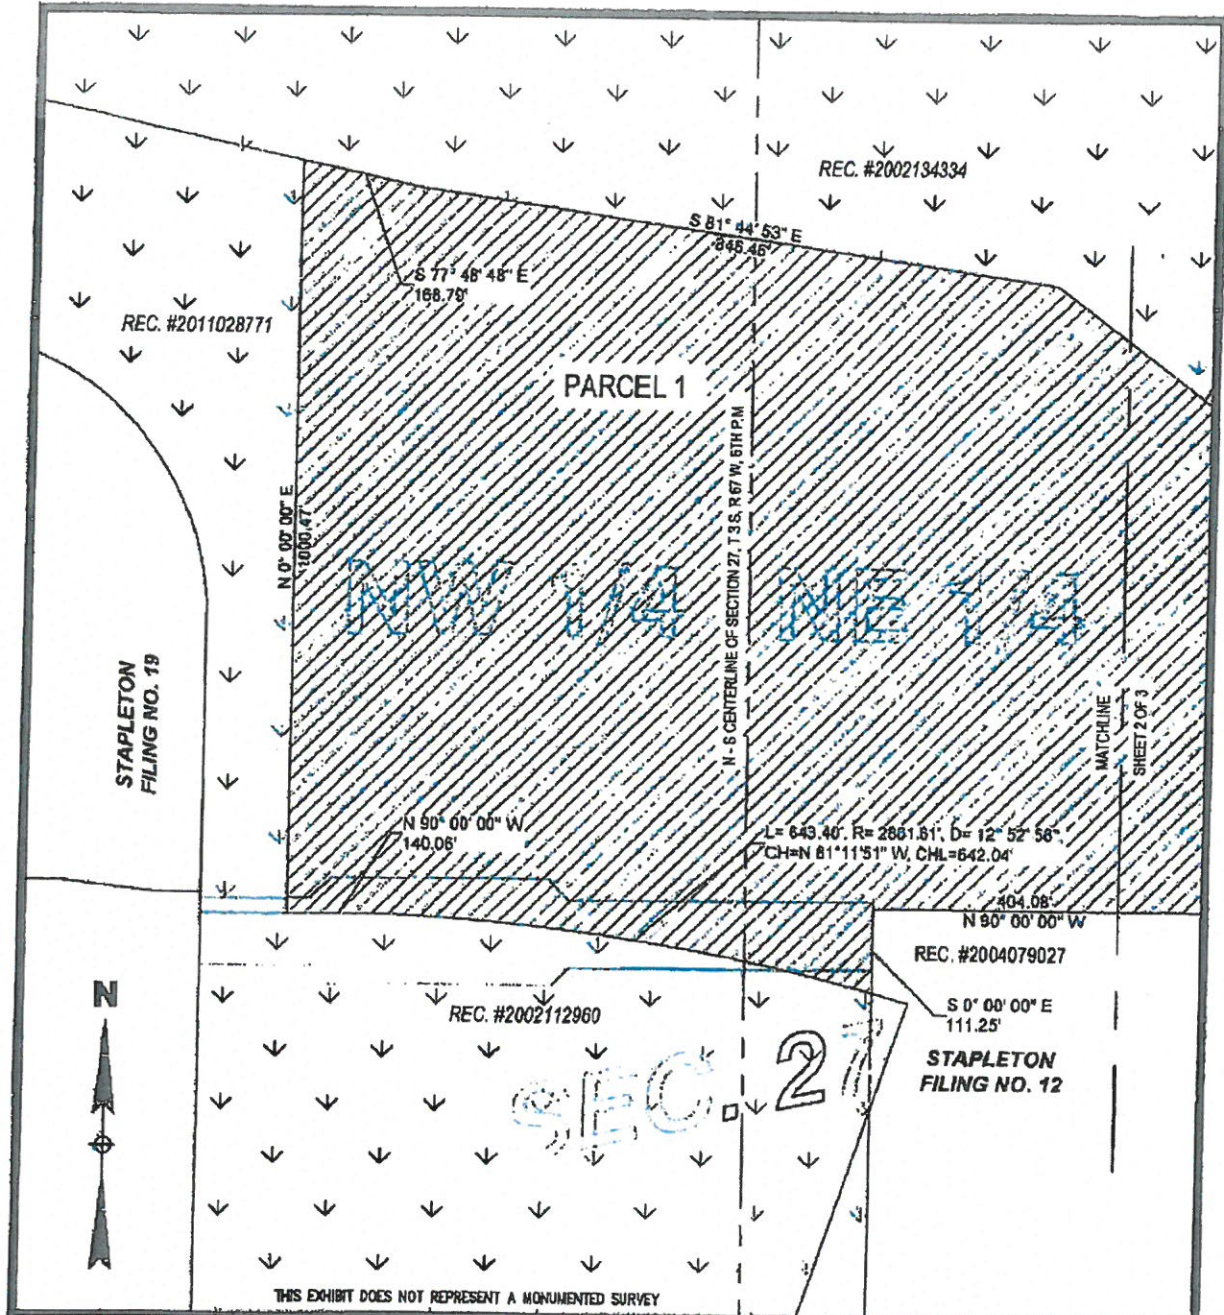 REC. #2002134334
S 81° 44' 53" E
846.46'
S 77° 48' 48" E
168.79'
REC. #2011028771
PARCEL 1
N - S CENTERLINE OF SECTION 27, T 3 S, R 67 W, 6TH P.M
N 0° 00' 00" E
1000.47'
NW 1/4
NE 1/4
STAPLETON
FILING NO. 19
MATCHLINE
SHEET 2 OF 3
N 90° 00' 00" W
140.06'
L= 643.40', R= 2861.81', D= 12° 52' 56"
CH=N 81°11'51" W, CHL=642.04'
404.08'
N 90° 00' 00" W
REC. #2004079027
N
REC. #2002112960
S 0° 00' 00" E
111.25'
SEC. 27
STAPLETON
FILING NO. 12
THIS EXHIBIT DOES NOT REPRESENT A MONUMENTED SURVEY